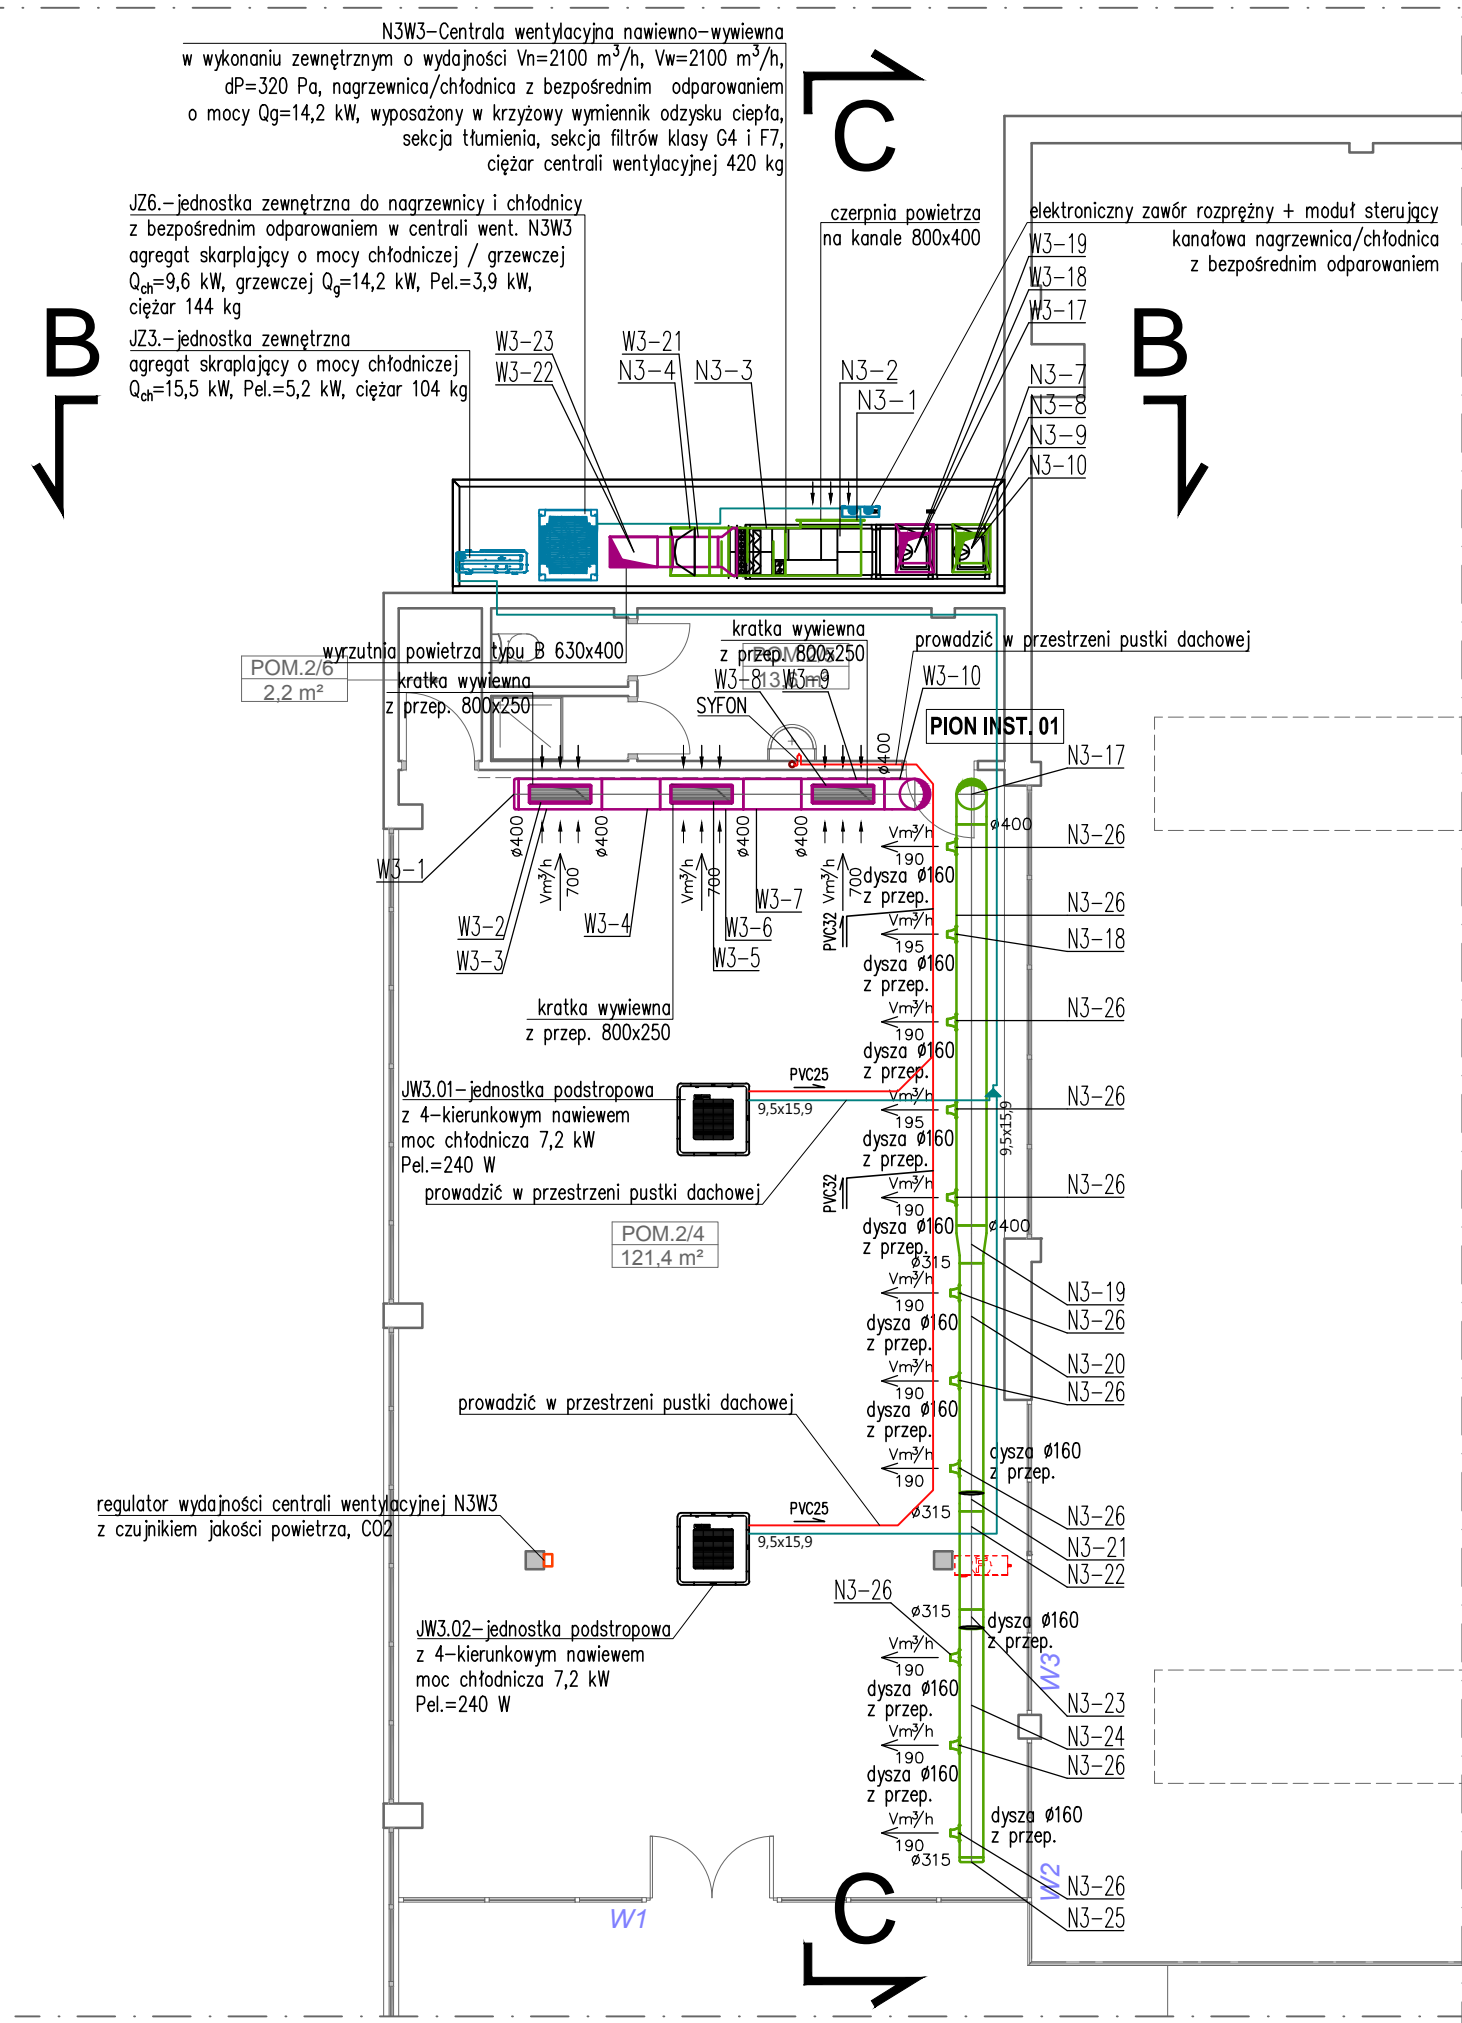 N3W3-Centrala wentylacyjna nawiewno-wywiewna
w wykonaniu zewnętrznym o wydajności Vn=2100 m³/h, Vw=2100 m³/h,
dP=320 Pa, nagrzewnica/chłodnica z bezpośrednim odparowaniem
o mocy Qg=14,2 kW, wyposażony w krzyżowy wymiennik odzysku ciepła,
sekcja tłumienia, sekcja filtrów klasy G4 i F7,
ciężar centrali wentylacyjnej 420 kg
C
JZ6.-jednostka zewnętrzna do nagrzewnicy i chłodnicy
z bezpośrednim odparowaniem w centrali went. N3W3
agregat skarplający o mocy chłodniczej / grzewczej
Qch=9,6 kW, grzewczej Qg=14,2 kW, Pel.=3,9 kW,
ciężar 144 kg
czerpnia powietrza
na kanale 800x400
elektroniczny zawór rozprężny + moduł sterujący
kanałowa nagrzewnica/chłodnica
z bezpośrednim odparowaniem
W3-19
W3-18
W3-17
B
B
JZ3.-jednostka zewnętrzna
agregat skraplający o mocy chłodniczej
Qch=15,5 kW, Pel.=5,2 kW, ciężar 104 kg
W3-23
W3-22
W3-21
N3-4
N3-3
N3-2
N3-1
N3-7
N3-8
N3-9
N3-10
wyrzutnia powietrza typu B 630x400
POM.2/6
2,2 m²
kratka wywiewna
z przep. 800x250
kratka wywiewna
z przep. 800x250
prowadzić w przestrzeni pustki dachowej
W3-8
W3-9
W3-10
SYFON
ø400
PION INST. 01
N3-17
ø400
ø400
ø400
ø400
ø400
W3-1
Vm³/h
700
Vm³/h
700
Vm³/h
700
W3-2
W3-3
W3-4
W3-7
W3-6
W3-5
Vm³/h
190
N3-26
dysza ø160
z przep.
N3-26
PVC32
Vm³/h
195
N3-18
dysza ø160
z przep.
kratka wywiewna
z przep. 800x250
Vm³/h
190
N3-26
dysza ø160
z przep.
JW3.01-jednostka podstropowa
z 4-kierunkowym nawiewem
moc chłodnicza 7,2 kW
Pel.=240 W
PVC25
9,5x15,9
Vm³/h
195
N3-26
9,5x15,9
dysza ø160
z przep.
prowadzić w przestrzeni pustki dachowej
PVC32
Vm³/h
190
N3-26
POM.2/4
121,4 m²
dysza ø160
z przep.
ø400
ø315
Vm³/h
190
N3-19
N3-26
dysza ø160
z przep.
N3-20
Vm³/h
190
N3-26
prowadzić w przestrzeni pustki dachowej
dysza ø160
z przep.
Vm³/h
190
dysza ø160
z przep.
regulator wydajności centrali wentylacyjnej N3W3
z czujnikiem jakości powietrza, CO2
PVC25
9,5x15,9
ø315
N3-26
N3-21
N3-22
N3-26
ø315
dysza ø160
z przep.
JW3.02-jednostka podstropowa
z 4-kierunkowym nawiewem
moc chłodnicza 7,2 kW
Pel.=240 W
Vm³/h
190
W3
dysza ø160
z przep.
N3-23
N3-24
N3-26
Vm³/h
190
dysza ø160
z przep.
dysza ø160
z przep.
Vm³/h
190
ø315
W2
N3-26
N3-25
W1
C